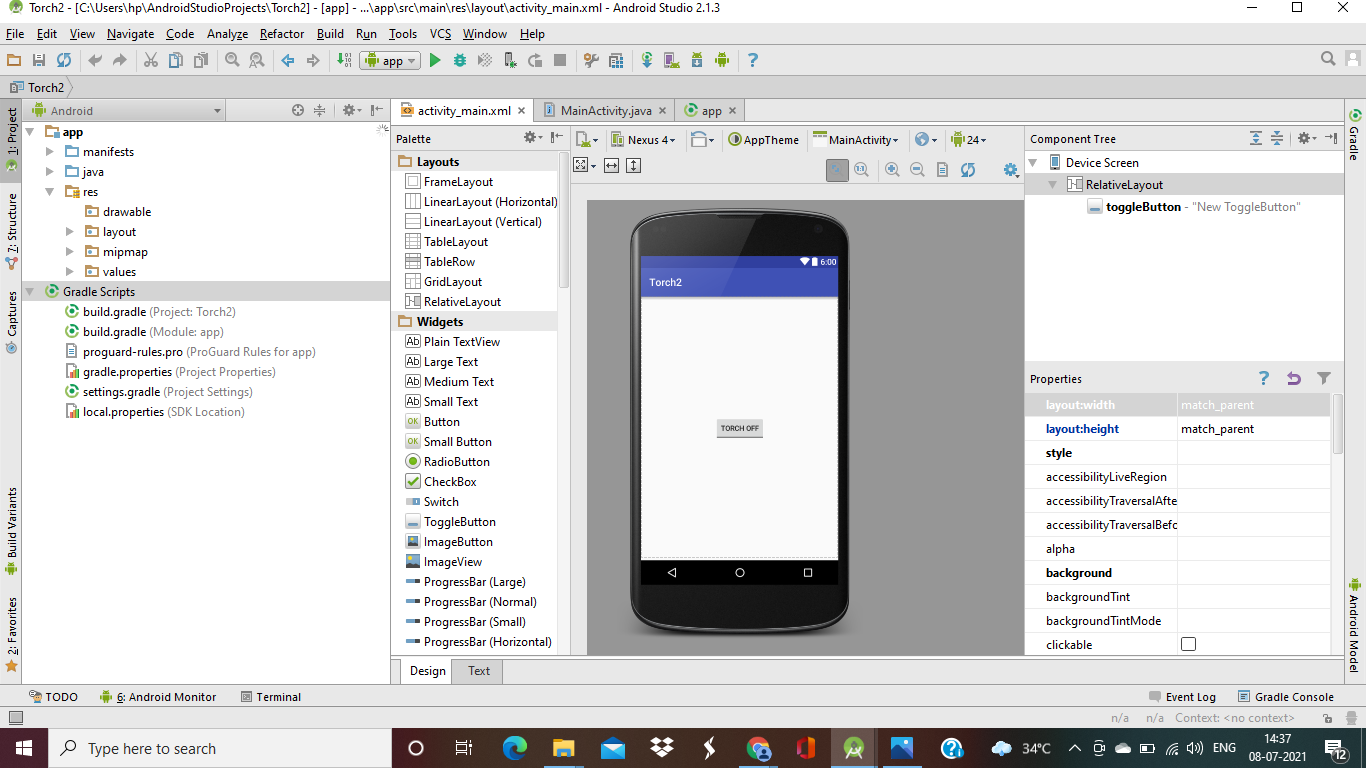 Torch2 - [C:\Users\hp\AndroidStudioProjects\Torch2] - [app] - ...\app\src\main\res\layout\activity_main.xml - Android Studio 2.1.3
File Edit View Navigate Code Analyze Refactor Build Run Tools VCS Window Help
app
Torch2
1: Project
7: Structure
Captures
Build Variants
2: Favorites
Android
app
manifests
java
res
drawable
layout
mipmap
values
Gradle Scripts
build.gradle (Project: Torch2)
build.gradle (Module: app)
proguard-rules.pro (ProGuard Rules for app)
gradle.properties (Project Properties)
settings.gradle (Project Settings)
local.properties (SDK Location)
activity_main.xml MainActivity.java app
Palette
Layouts
FrameLayout
LinearLayout (Horizontal)
LinearLayout (Vertical)
TableLayout
TableRow
GridLayout
RelativeLayout
Widgets
Ab Plain TextView
Ab Large Text
Ab Medium Text
Ab Small Text
OK Button
OK Small Button
RadioButton
CheckBox
Switch
ToggleButton
ImageButton
ImageView
ProgressBar (Large)
ProgressBar (Normal)
ProgressBar (Small)
ProgressBar (Horizontal)
Nexus 4 AppTheme MainActivity 24
6:00
Torch2
TORCH OFF
Design Text
Component Tree
Device Screen
RelativeLayout
toggleButton - "New ToggleButton"
Properties
layout:width match_parent
layout:height match_parent
style
accessibilityLiveRegion
accessibilityTraversalAfte
accessibilityTraversalBefo
alpha
background
backgroundTint
backgroundTintMode
clickable
Gradle
Android Model
TODO 6: Android Monitor Terminal Event Log Gradle Console
n/a n/a Context: <no context>
Type here to search
34°C ENG 14:37
08-07-2021
12